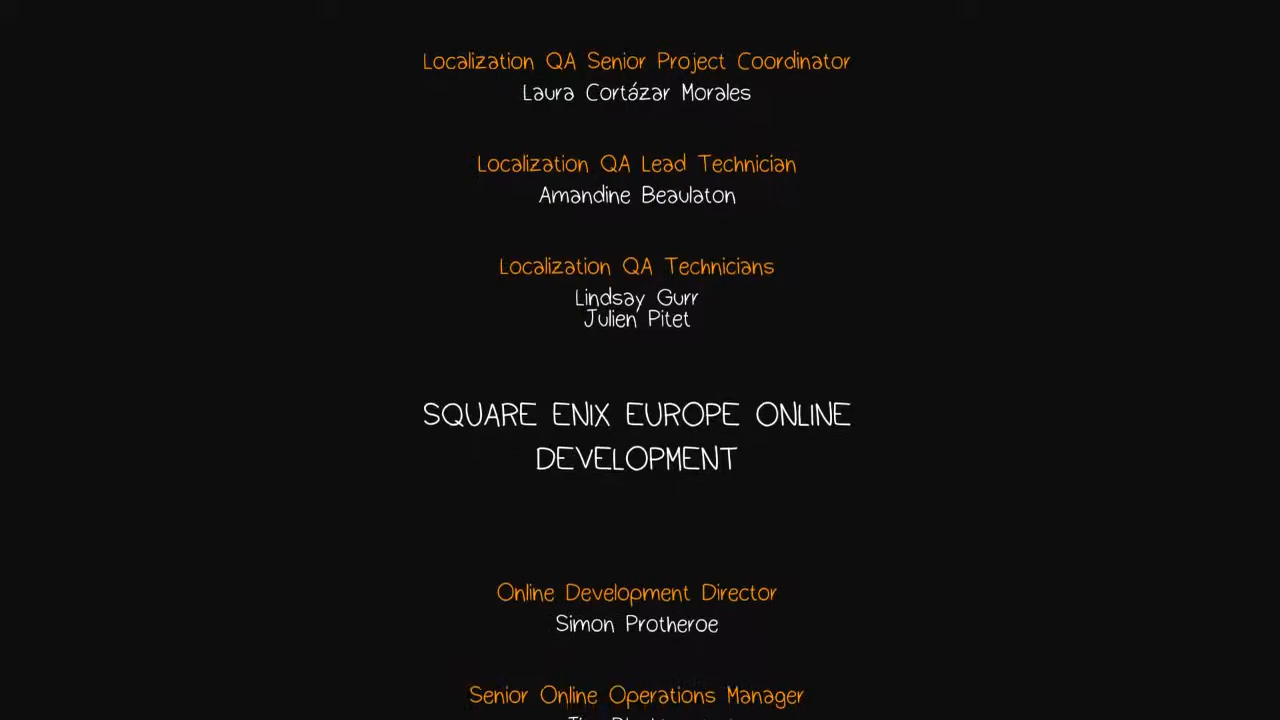 Localization QA Senior Project Coordinator
Laura Cortázar Morales
Localization QA Lead Technician
Amandine Beaulaton
Localization QA Technicians
Lindsay Gurr
Julien Pitet
SQUARE ENIX EUROPE ONLINE
DEVELOPMENT
Online Development Director
Simon Protheroe
Senior Online Operations Manager